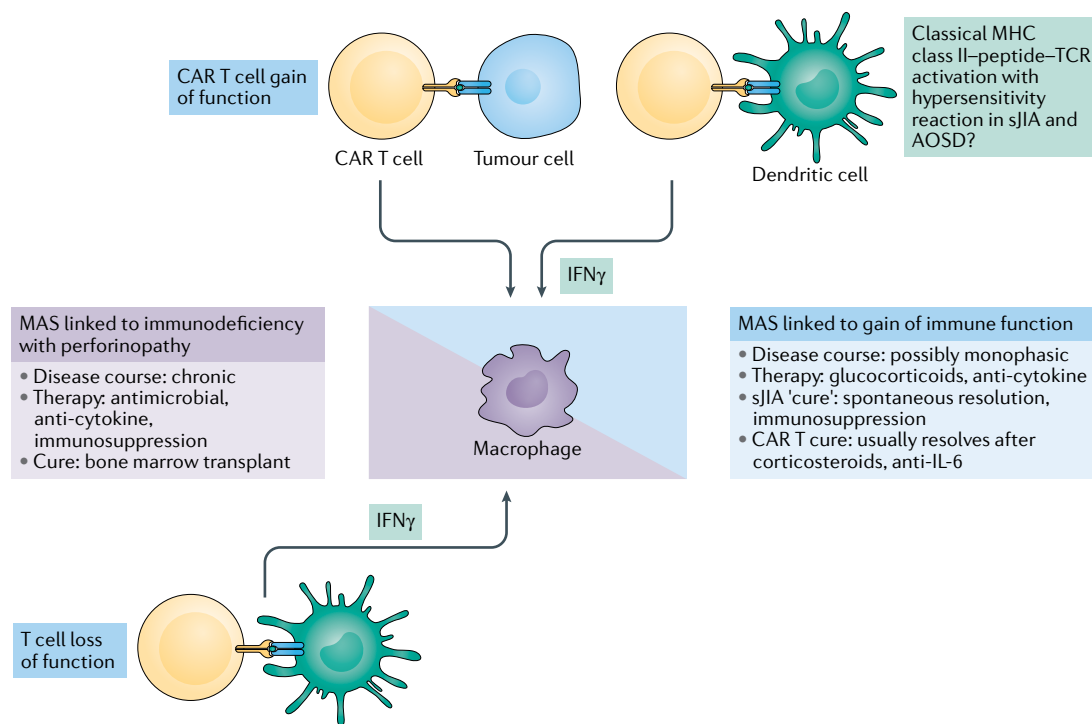 CAR T cell gain
of function
CAR T cell
Tumour cell
Dendritic cell
Classical MHC
class II–peptide–TCR
activation with
hypersensitivity
reaction in sJIA and
AOSD?
IFNγ
MAS linked to immunodeficiency
with perforinopathy
• Disease course: chronic
• Therapy: antimicrobial,
anti-cytokine,
immunosuppression
• Cure: bone marrow transplant
Macrophage
MAS linked to gain of immune function
• Disease course: possibly monophasic
• Therapy: glucocorticoids, anti-cytokine
• sJIA 'cure': spontaneous resolution,
immunosuppression
• CAR T cure: usually resolves after
corticosteroids, anti-IL-6
IFNγ
T cell loss
of function